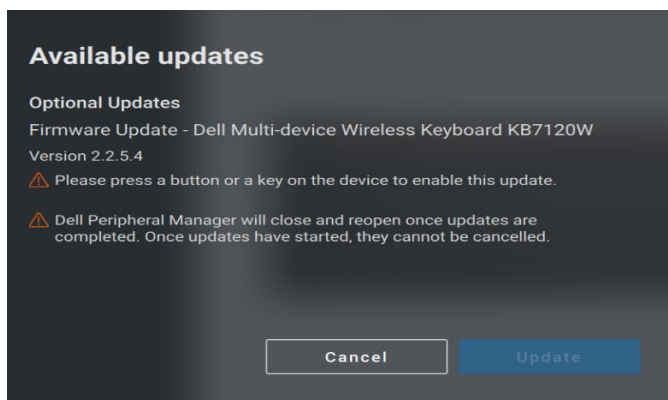 Available updates
Optional Updates
Firmware Update - Dell Multi-device Wireless Keyboard KB7120W
Version 2.2.5.4
Please press a button or a key on the device to enable this update.
Dell Peripheral Manager will close and reopen once updates are
completed. Once updates have started, they cannot be cancelled.
Cancel
Update